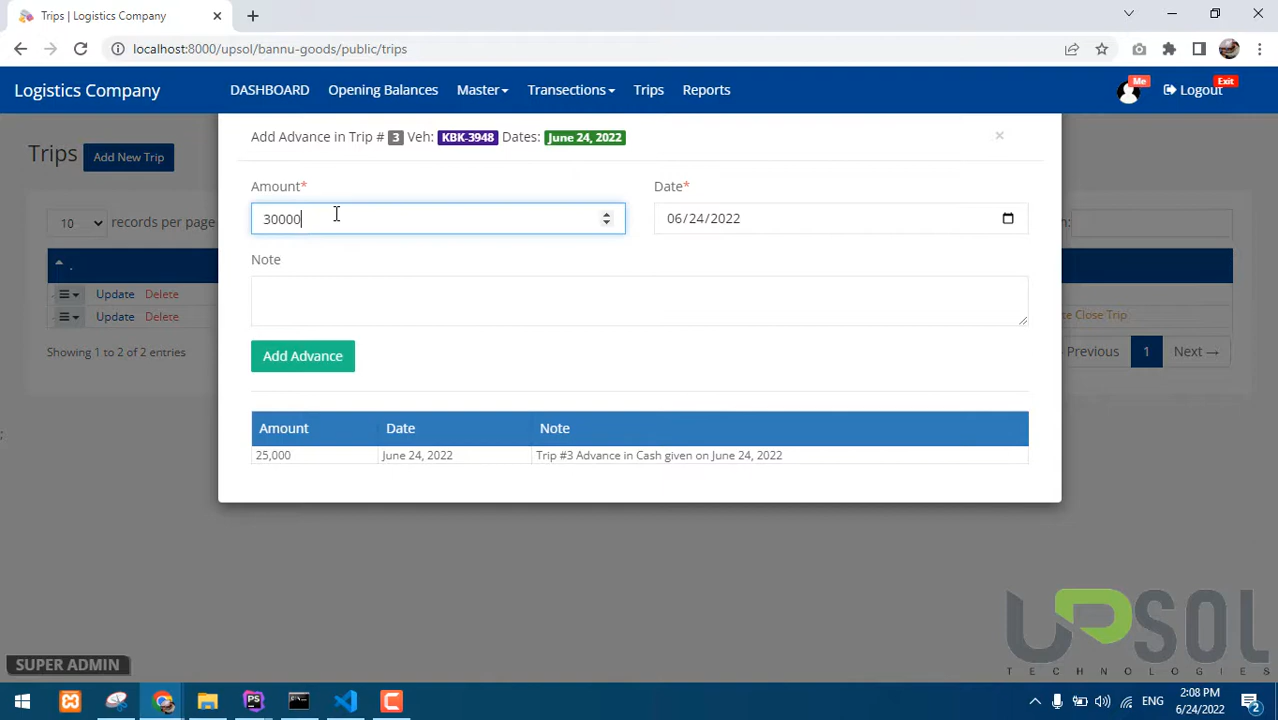 Trips | Logistics Company
localhost:8000/upsol/bannu-goods/public/trips
Logistics Company DASHBOARD Opening Balances Master Transections Trips Reports Me Logout Exit
Add Advance in Trip # 3 Veh: KBK-3948 Dates: June 24, 2022 ×
Trips Add New Trip
Amount* Date*
10 records per page
30000 06/24/2022
Note
Update Delete
Update Delete
te Close Trip
Showing 1 to 2 of 2 entries
Previous 1 Next →
Add Advance
Amount Date Note
25,000 June 24, 2022 Trip #3 Advance in Cash given on June 24, 2022
UPSOL
TECHNOLOGIES
SUPER ADMIN
ENG 2:08 PM
6/24/2022 2